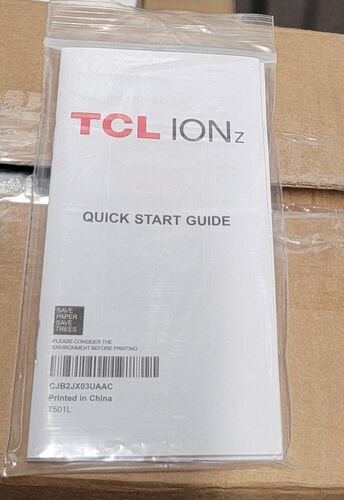 TCL IONz
QUICK START GUIDE
SAVE
PAPER
SAVE
TREES
PLEASE CONSIDER THE
ENVIRONMENT BEFORE PRINTING
CJB2JX03UAAC
Printed in China
T501L